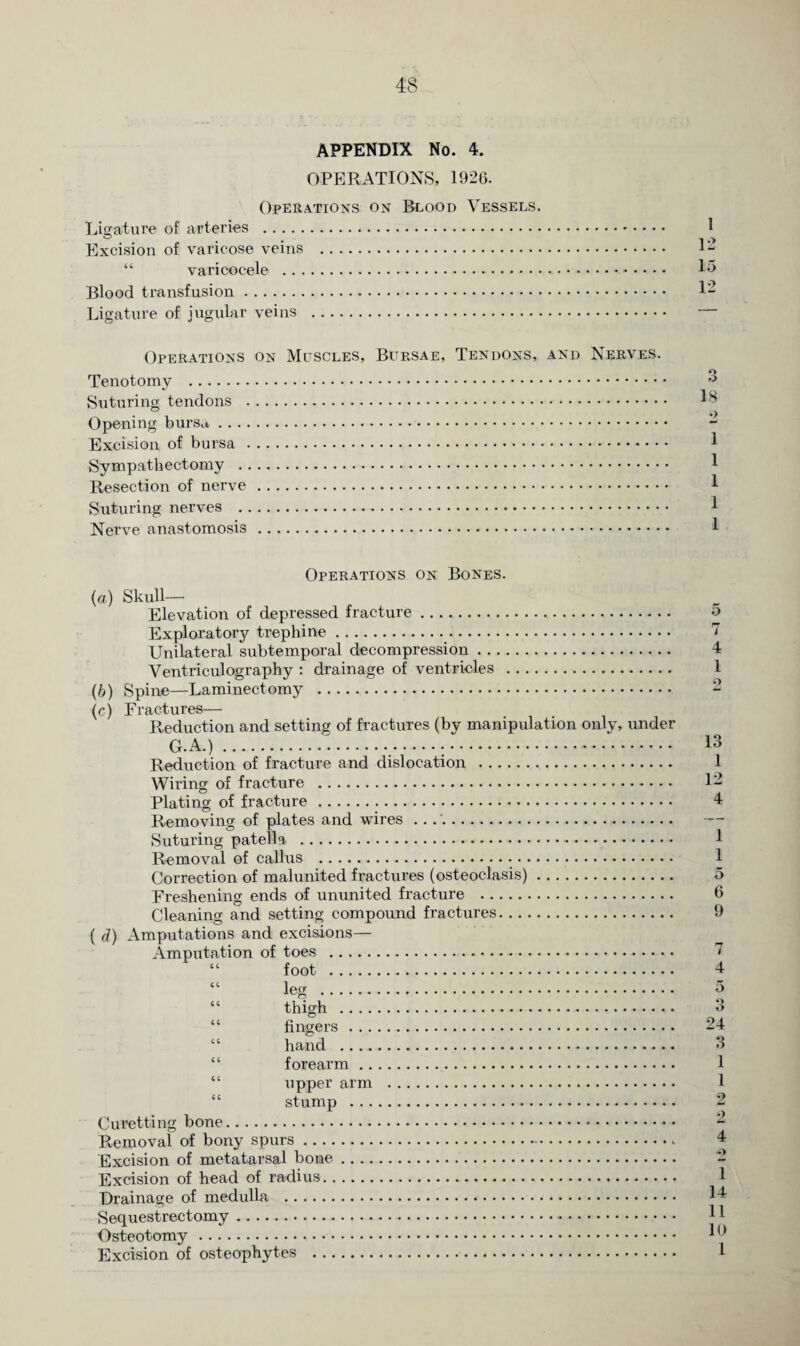 48
APPENDIX No. 4.
OPERATIONS, 1926.
Operations on Blood Vessels.
Ligature of arteries ..... 1
Excision of varicose veins ..... 12
“ varicocele ..... 15
Blood transfusion ..... 12
Ligature of jugular veins ..... —
Operations on Muscles, Bursae, Tendons, and Nerves.
Tenotomy ..... 3
Suturing tendons ..... 18
Opening bursa ..... 2
Excision of bursa ..... 1
Sympathectomy ..... 1
Resection of nerve ..... 1
Suturing nerves ..... 1
Nerve anastomosis ..... 1
Operations on Bones.
(a) Skull—
Elevation of depressed fracture ..... 5
Exploratory trephine ..... 7
Unilateral subtemporal decompression ..... 4
Ventriculography : drainage of ventricles ..... 1
(b) Spine—Laminectomy ..... 2
(c) Fractures—
Reduction and setting of fractures (by manipulation only, under
G.A.) ..... 13
Reduction of fracture and dislocation ..... 1
Wiring of fracture ..... 12
Plating of fracture ..... 4
Removing of plates and wires ..... —
Suturing patella ..... 1
Removal of callus ..... 1
Correction of malunited fractures (osteoclasis) ..... 5
Freshening ends of ununited fracture ..... 6
Cleaning and setting compound fractures ..... 9
(d) Amputations and excisions—
Amputation of toes ..... 7
“ foot ..... 4
“ leg ..... 5
“ thigh ..... 3
“ fingers ..... 24
“ hand ..... 3
“ forearm ..... 1
“ upper arm ..... 1
“ stump ..... 2
Curetting bone ..... 2
Removal of bony spurs ..... 4
Excision of metatarsal bone ..... 2
Excision of head of radius ..... 1
Drainage of medulla ..... 14
Sequestrectomy ..... 11
Osteotomy ..... 10
Excision of osteophytes ..... 1